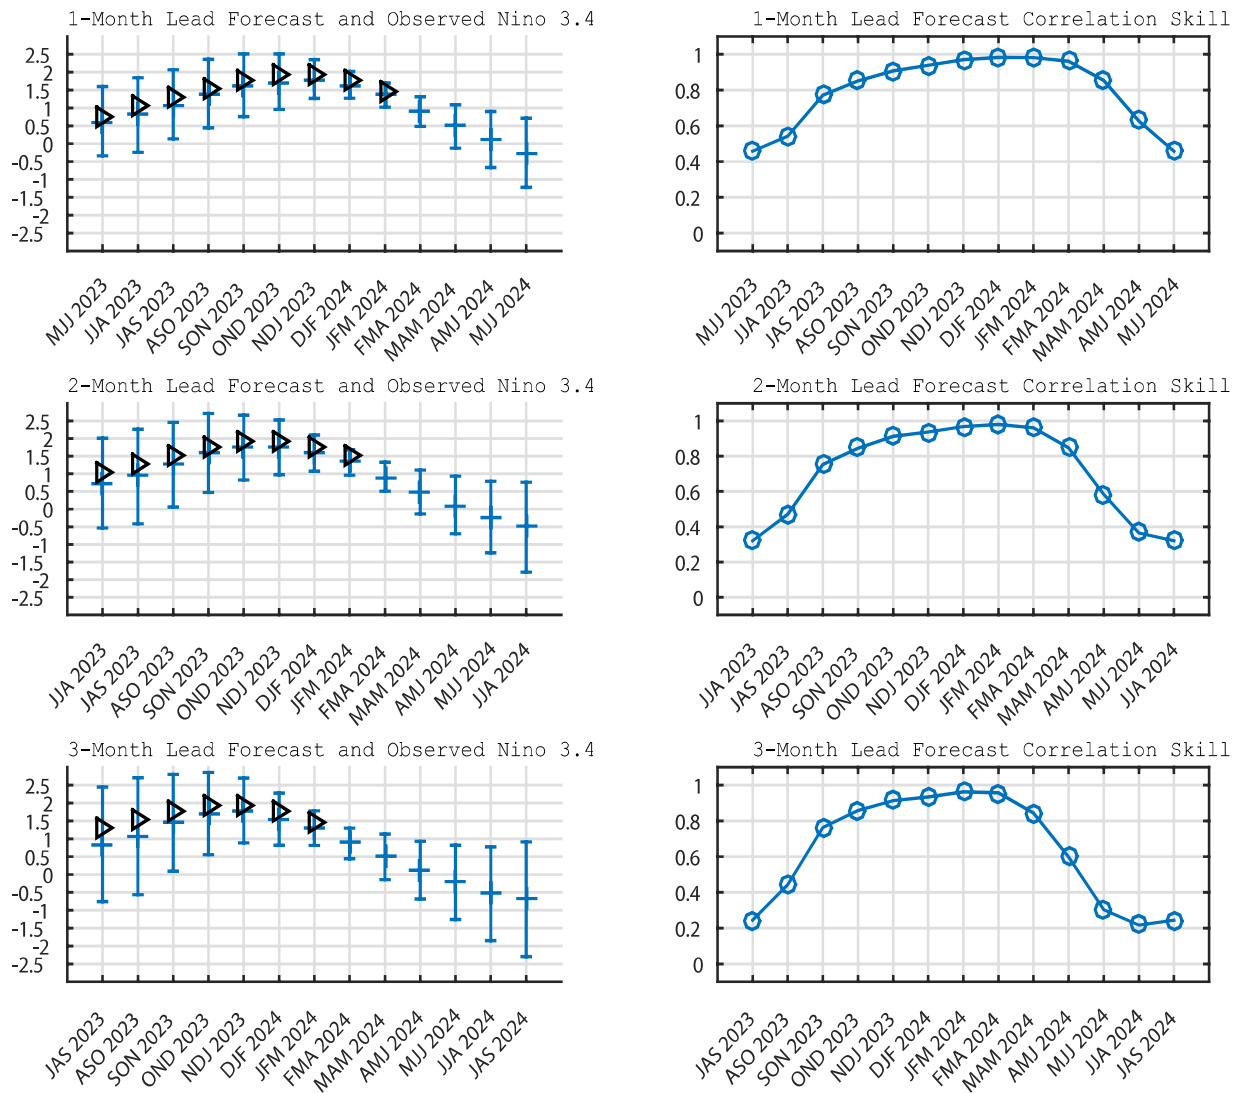 1-Month Lead Forecast and Observed Nino 3.4
2.5
2
1.5
1
0.5
0
-0.5
-1
-1.5
-2
-2.5
MJJ 2023
JJA 2023
JAS 2023
ASO 2023
SON 2023
OND 2023
NDJ 2023
DJF 2024
JFM 2024
FMA 2024
MAM 2024
AMJ 2024
MJJ 2024
1-Month Lead Forecast Correlation Skill
1
0.8
0.6
0.4
0.2
0
MJJ 2023
JJA 2023
JAS 2023
ASO 2023
SON 2023
OND 2023
NDJ 2023
DJF 2024
JFM 2024
FMA 2024
MAM 2024
AMJ 2024
MJJ 2024
2-Month Lead Forecast and Observed Nino 3.4
2.5
2
1.5
1
0.5
0
-0.5
-1
-1.5
-2
-2.5
JJA 2023
JAS 2023
ASO 2023
SON 2023
OND 2023
NDJ 2023
DJF 2024
JFM 2024
FMA 2024
MAM 2024
AMJ 2024
MJJ 2024
JJA 2024
2-Month Lead Forecast Correlation Skill
1
0.8
0.6
0.4
0.2
0
JJA 2023
JAS 2023
ASO 2023
SON 2023
OND 2023
NDJ 2023
DJF 2024
JFM 2024
FMA 2024
MAM 2024
AMJ 2024
MJJ 2024
JJA 2024
3-Month Lead Forecast and Observed Nino 3.4
2.5
2
1.5
1
0.5
0
-0.5
-1
-1.5
-2
-2.5
JAS 2023
ASO 2023
SON 2023
OND 2023
NDJ 2023
DJF 2024
JFM 2024
FMA 2024
MAM 2024
AMJ 2024
MJJ 2024
JJA 2024
JAS 2024
3-Month Lead Forecast Correlation Skill
1
0.8
0.6
0.4
0.2
0
JAS 2023
ASO 2023
SON 2023
OND 2023
NDJ 2023
DJF 2024
JFM 2024
FMA 2024
MAM 2024
AMJ 2024
MJJ 2024
JJA 2024
JAS 2024